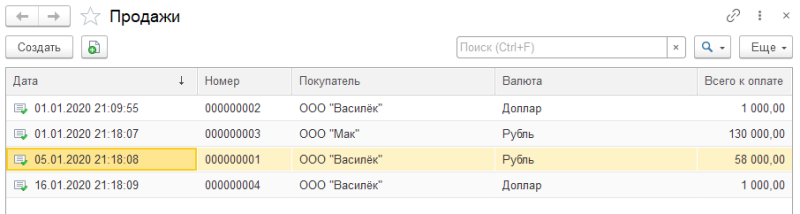 Продажи
Создать Поиск (Ctrl+F) Еще
Дата Номер Покупатель Валюта Всего к оплате
01.01.2020 21:09:55 000000002 ООО "Василёк" Доллар 1 000,00
01.01.2020 21:18:07 000000003 ООО "Мак" Рубль 130 000,00
05.01.2020 21:18:08 000000001 ООО "Василёк" Рубль 58 000,00
16.01.2020 21:18:09 000000004 ООО "Василёк" Доллар 1 000,00